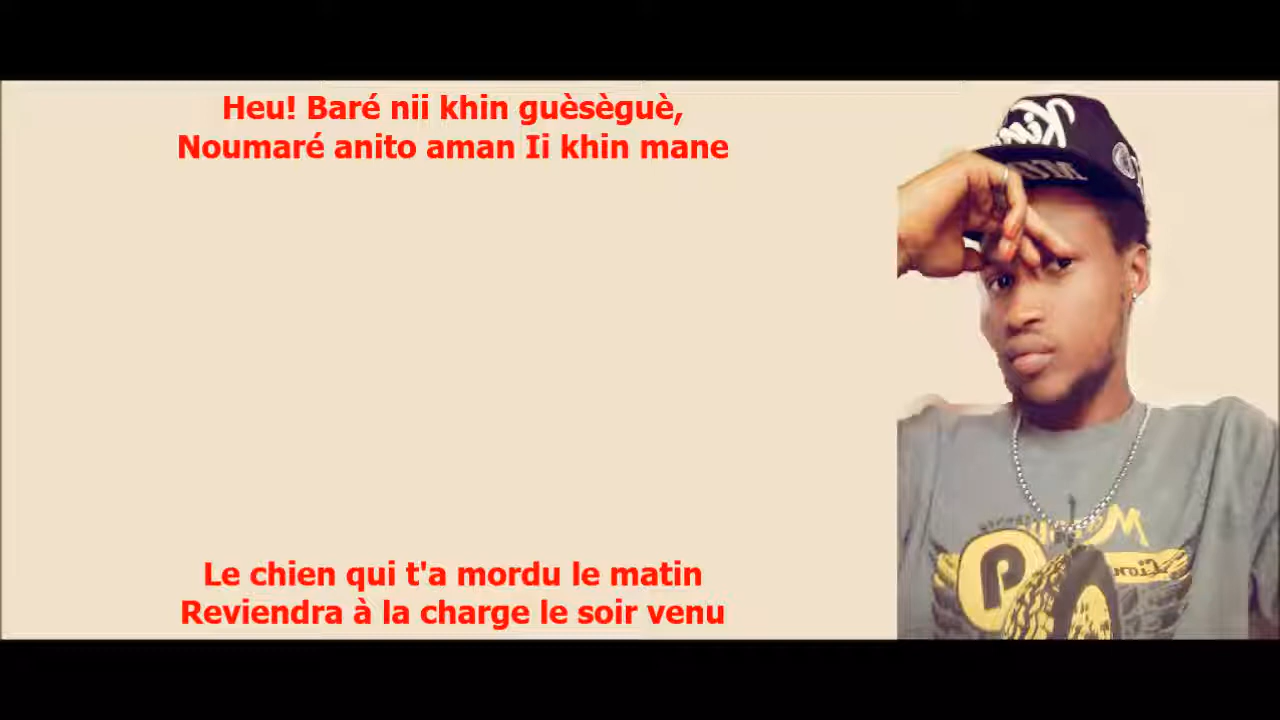 Heu! Baré nii khin guèsèguè,
Noumaré anito aman Ii khin mane
Le chien qui t'a mordu le matin
Reviendra à la charge le soir venu